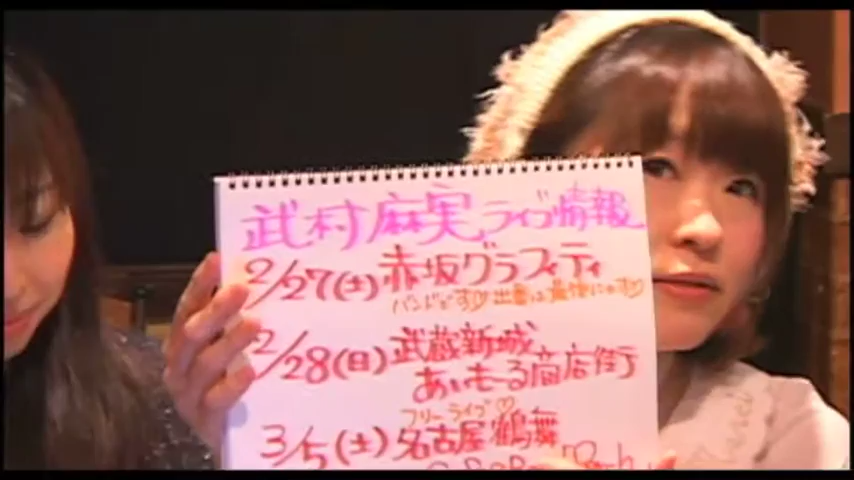 武村麻実ライブ情報
2/27(土)赤坂グラフィティ
バンドです♡出番は最後にゅす♡
2/28(日)武蔵新城
あいもーる商店街
フリーライブ♡
3/5(土)名古屋鶴舞